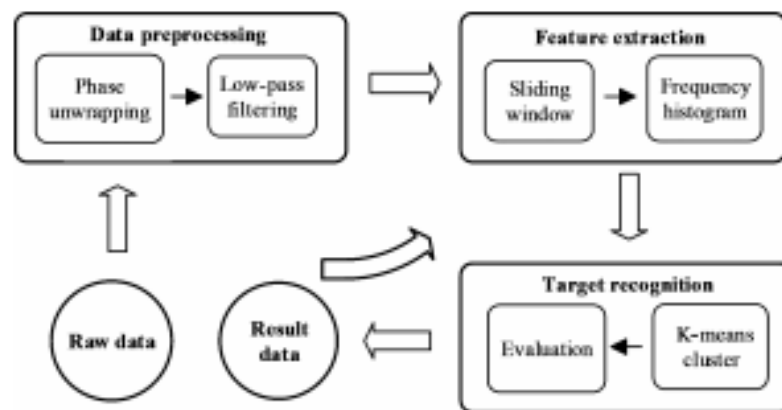 Data preprocessing
Phase
unwrapping
Low-pass
filtering
Feature extraction
Sliding
window
Frequency
histogram
Raw data
Result
data
Target recognition
Evaluation
K-means
cluster